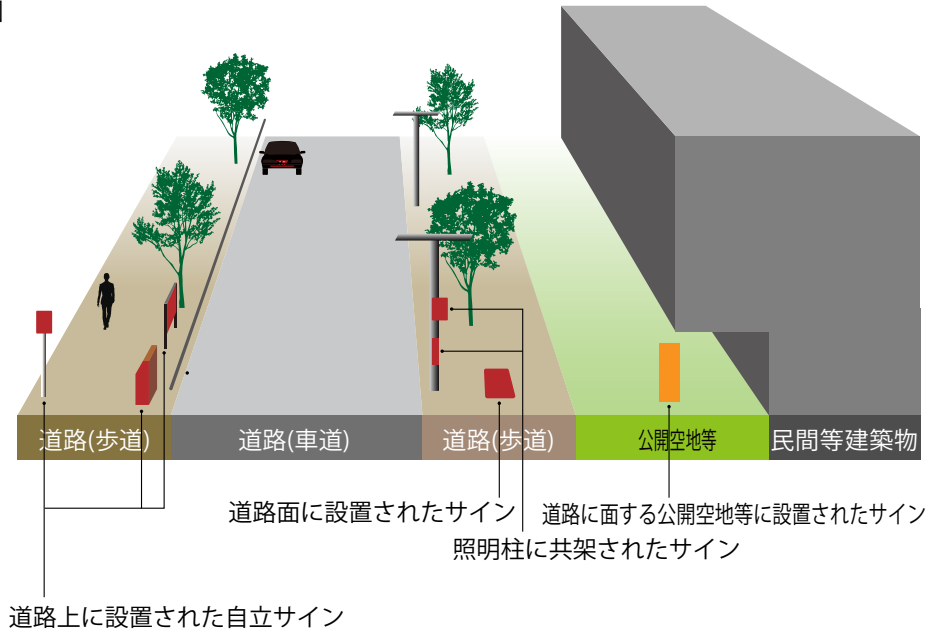 道路(歩道)
道路(車道)
道路(歩道)
公開空地等
民間等建築物
道路面に設置されたサイン
道路に面する公開空地等に設置されたサイン
照明柱に共架されたサイン
道路上に設置された自立サイン